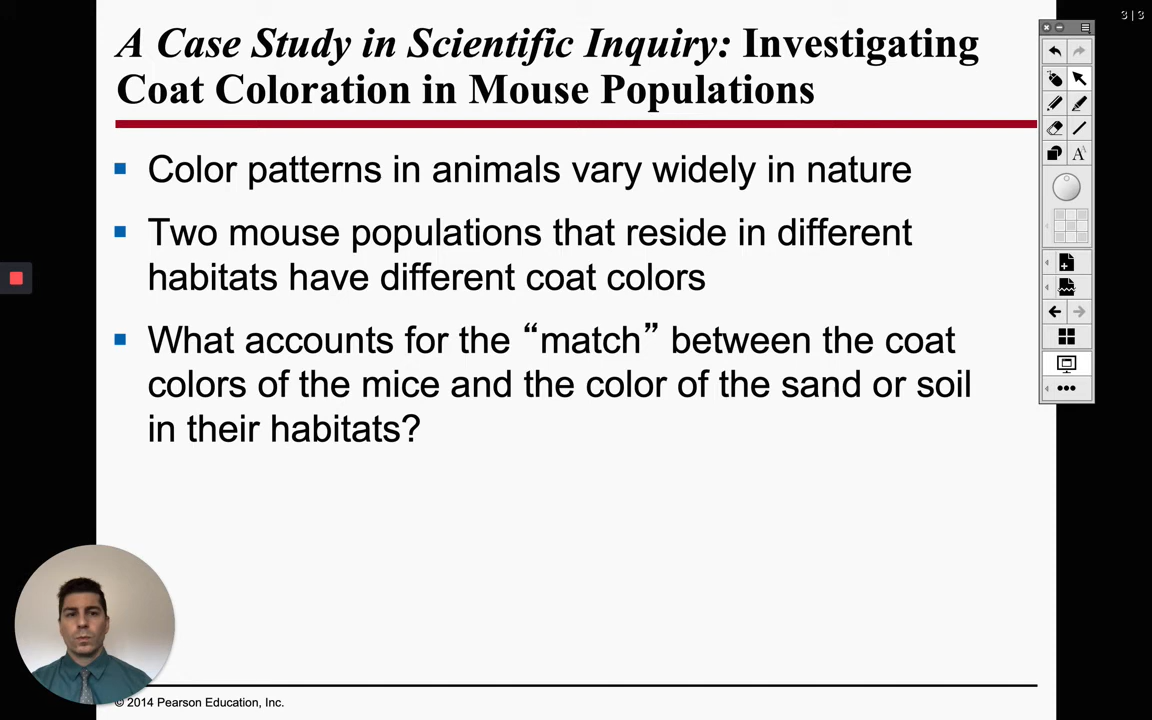 3 | 3
A Case Study in Scientific Inquiry: Investigating
Coat Coloration in Mouse Populations
Color patterns in animals vary widely in nature
Two mouse populations that reside in different
habitats have different coat colors
What accounts for the “match” between the coat
colors of the mice and the color of the sand or soil
in their habitats?
© 2014 Pearson Education, Inc.
A